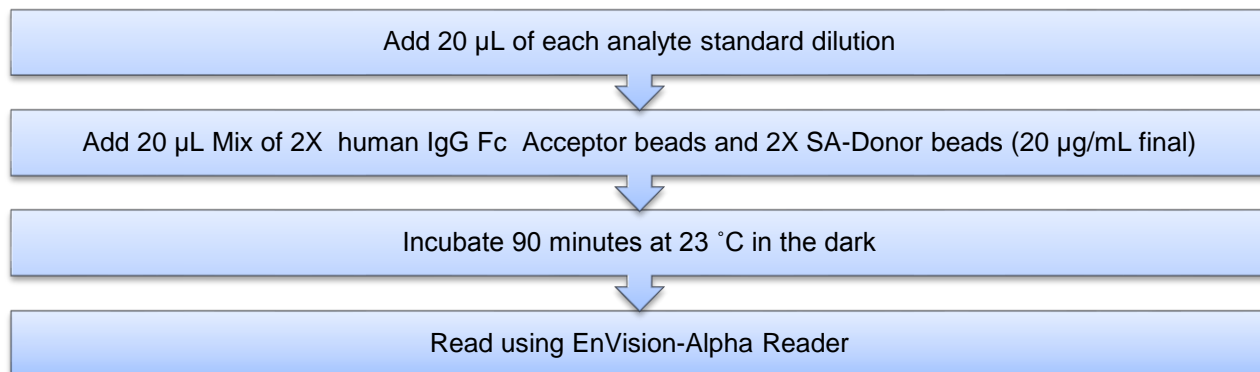 Add 20 µL of each analyte standard dilution
Add 20 µL Mix of 2X human IgG Fc Acceptor beads and 2X SA-Donor beads (20 µg/mL final)
Incubate 90 minutes at 23 ˚C in the dark
Read using EnVision-Alpha Reader